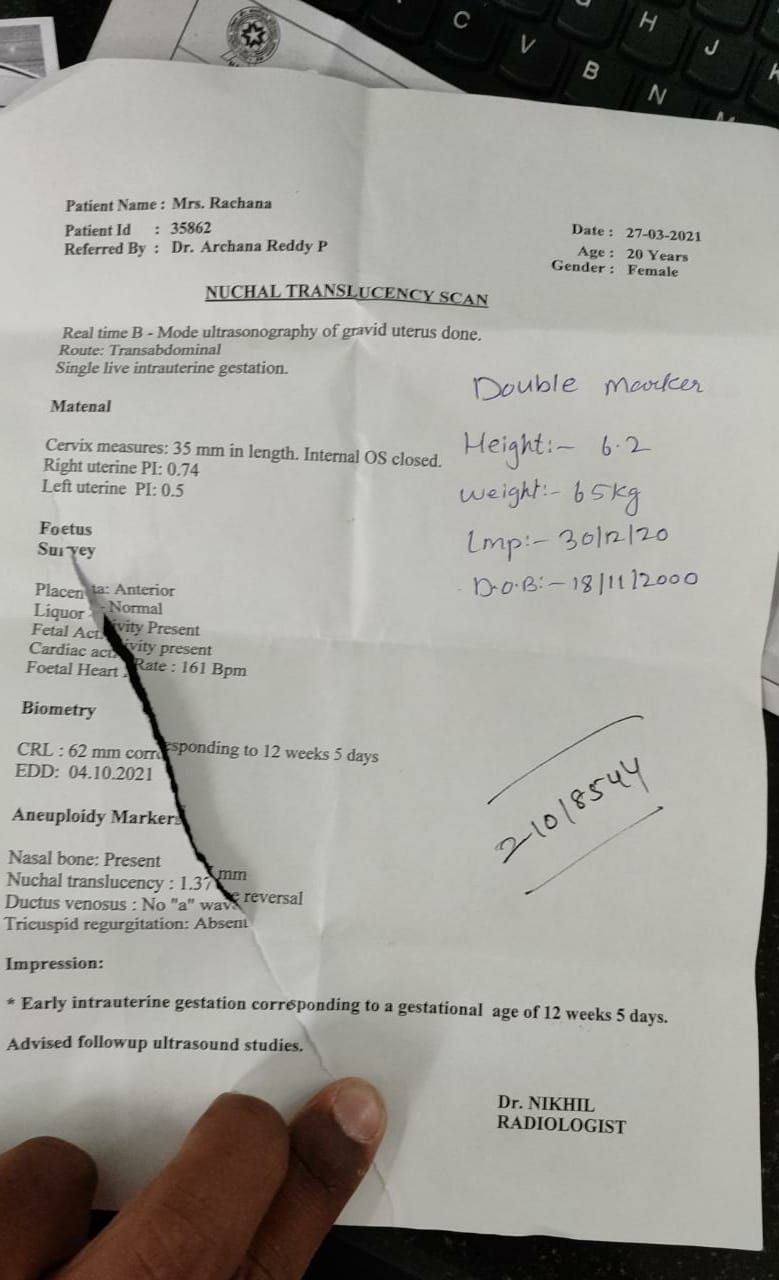 C
V
B
N
H
J
Patient Name : Mrs. Rachana
Patient Id : 35862
Referred By : Dr. Archana Reddy P
Date : 27-03-2021
Age : 20 Years
Gender : Female
NUCHAL TRANSLUCENCY SCAN
Real time B - Mode ultrasonography of gravid uterus done.
Route: Transabdominal
Single live intrauterine gestation.
Matenal
Cervix measures: 35 mm in length. Internal OS closed.
Right uterine PI: 0.74
Left uterine PI: 0.5
Double Marker
Height:- 6.2
weight:- 65kg
Lmp:- 30/12/20
D.O.B:- 18/11/2000
Foetus
Survey
Placenta: Anterior
Liquor : Normal
Fetal Activity Present
Cardiac activity present
Foetal Heart Rate : 161 Bpm
Biometry
CRL : 62 mm corresponding to 12 weeks 5 days
EDD: 04.10.2021
21018544
Aneuploidy Markers
Nasal bone: Present
Nuchal translucency : 1.37 mm
Ductus venosus : No "a" wave reversal
Tricuspid regurgitation: Absent
Impression:
* Early intrauterine gestation corresponding to a gestational age of 12 weeks 5 days.
Advised followup ultrasound studies.
Dr. NIKHIL
RADIOLOGIST